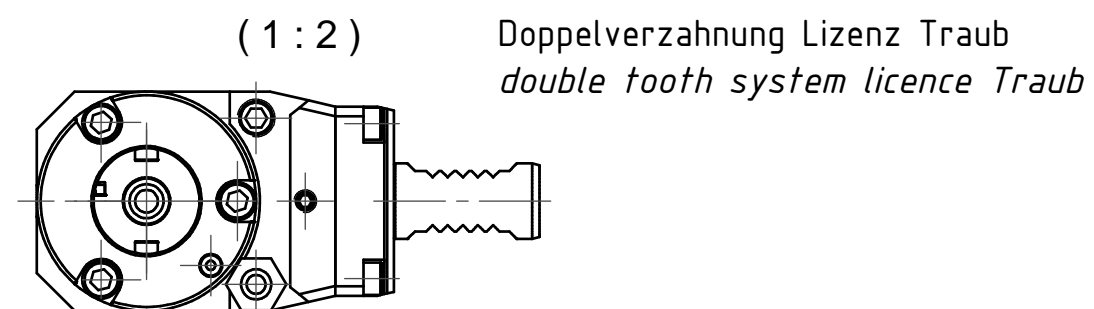 ( 1 : 2 )
Doppelverzahnung Lizenz Traub
double tooth system licence Traub